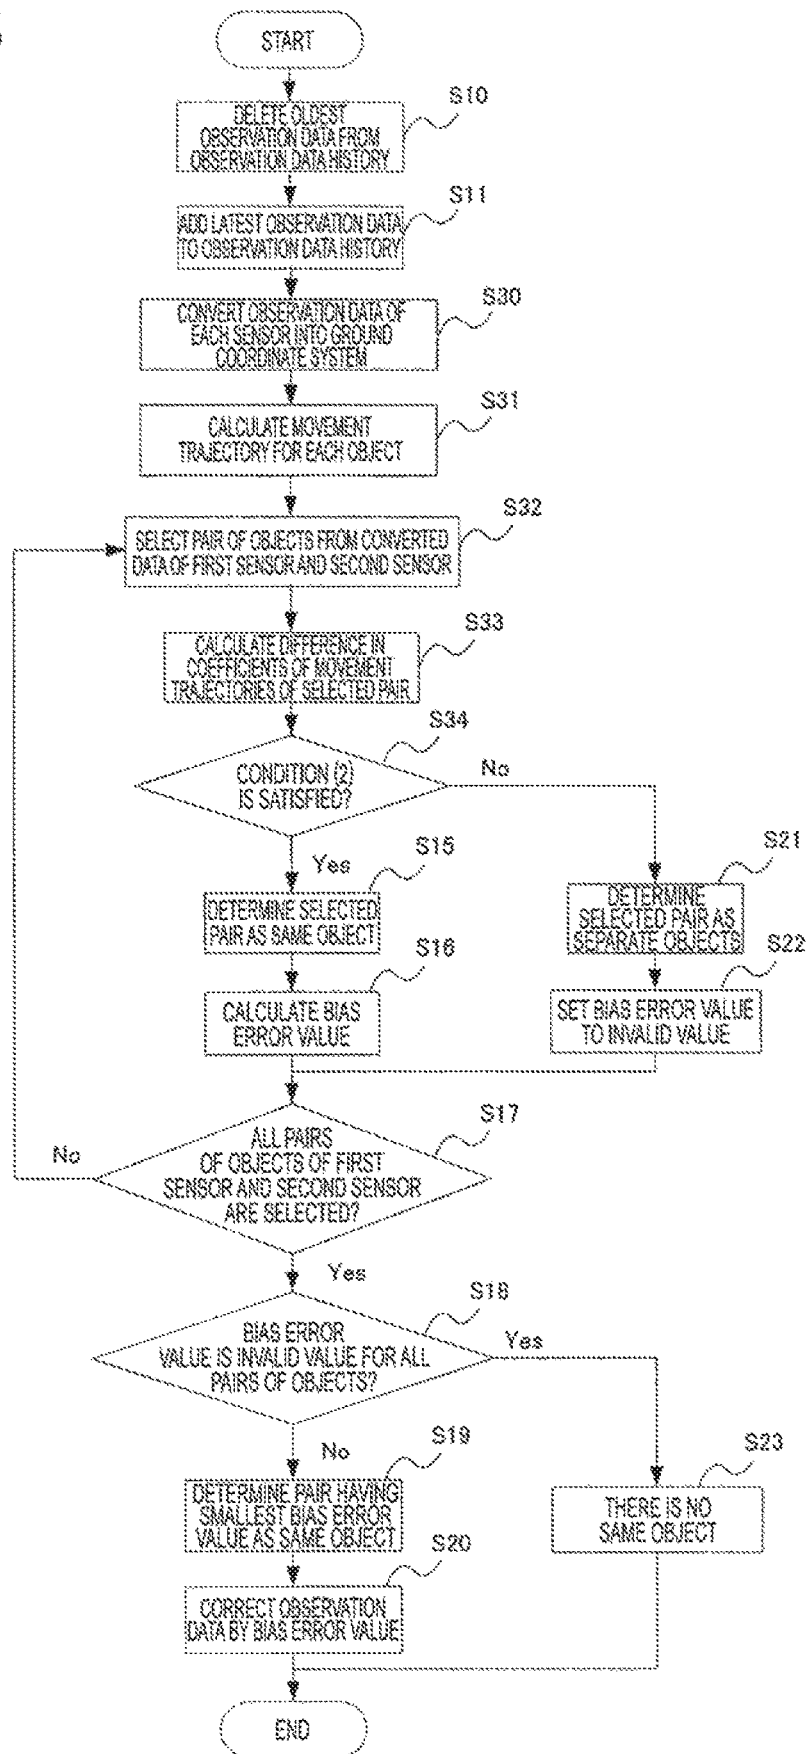 START
S10
DELETE OLDEST
OBSERVATION DATA FROM
OBSERVATION DATA HISTORY
S11
ADD LATEST OBSERVATION DATA
TO OBSERVATION DATA HISTORY
S30
CONVERT OBSERVATION DATA OF
EACH SENSOR INTO GROUND
COORDINATE SYSTEM
S31
CALCULATE MOVEMENT
TRAJECTORY FOR EACH OBJECT
S32
SELECT PAIR OF OBJECTS FROM CONVERTED
DATA OF FIRST SENSOR AND SECOND SENSOR
S33
CALCULATE DIFFERENCE IN
COEFFICIENTS OF MOVEMENT
TRAJECTORIES OF SELECTED PAIR
S34
CONDITION (2)
IS SATISFIED?
No
Yes
S15
DETERMINE SELECTED
PAIR AS SAME OBJECT
S21
DETERMINE
SELECTED PAIR AS
SEPARATE OBJECTS
S16
CALCULATE BIAS
ERROR VALUE
S22
SET BIAS ERROR VALUE
TO INVALID VALUE
S17
ALL PAIRS
OF OBJECTS OF FIRST
SENSOR AND SECOND SENSOR
ARE SELECTED?
No
Yes
S18
BIAS ERROR
VALUE IS INVALID VALUE FOR ALL
PAIRS OF OBJECTS?
Yes
No
S19
DETERMINE PAIR HAVING
SMALLEST BIAS ERROR
VALUE AS SAME OBJECT
S23
THERE IS NO
SAME OBJECT
S20
CORRECT OBSERVATION
DATA BY BIAS ERROR VALUE
END